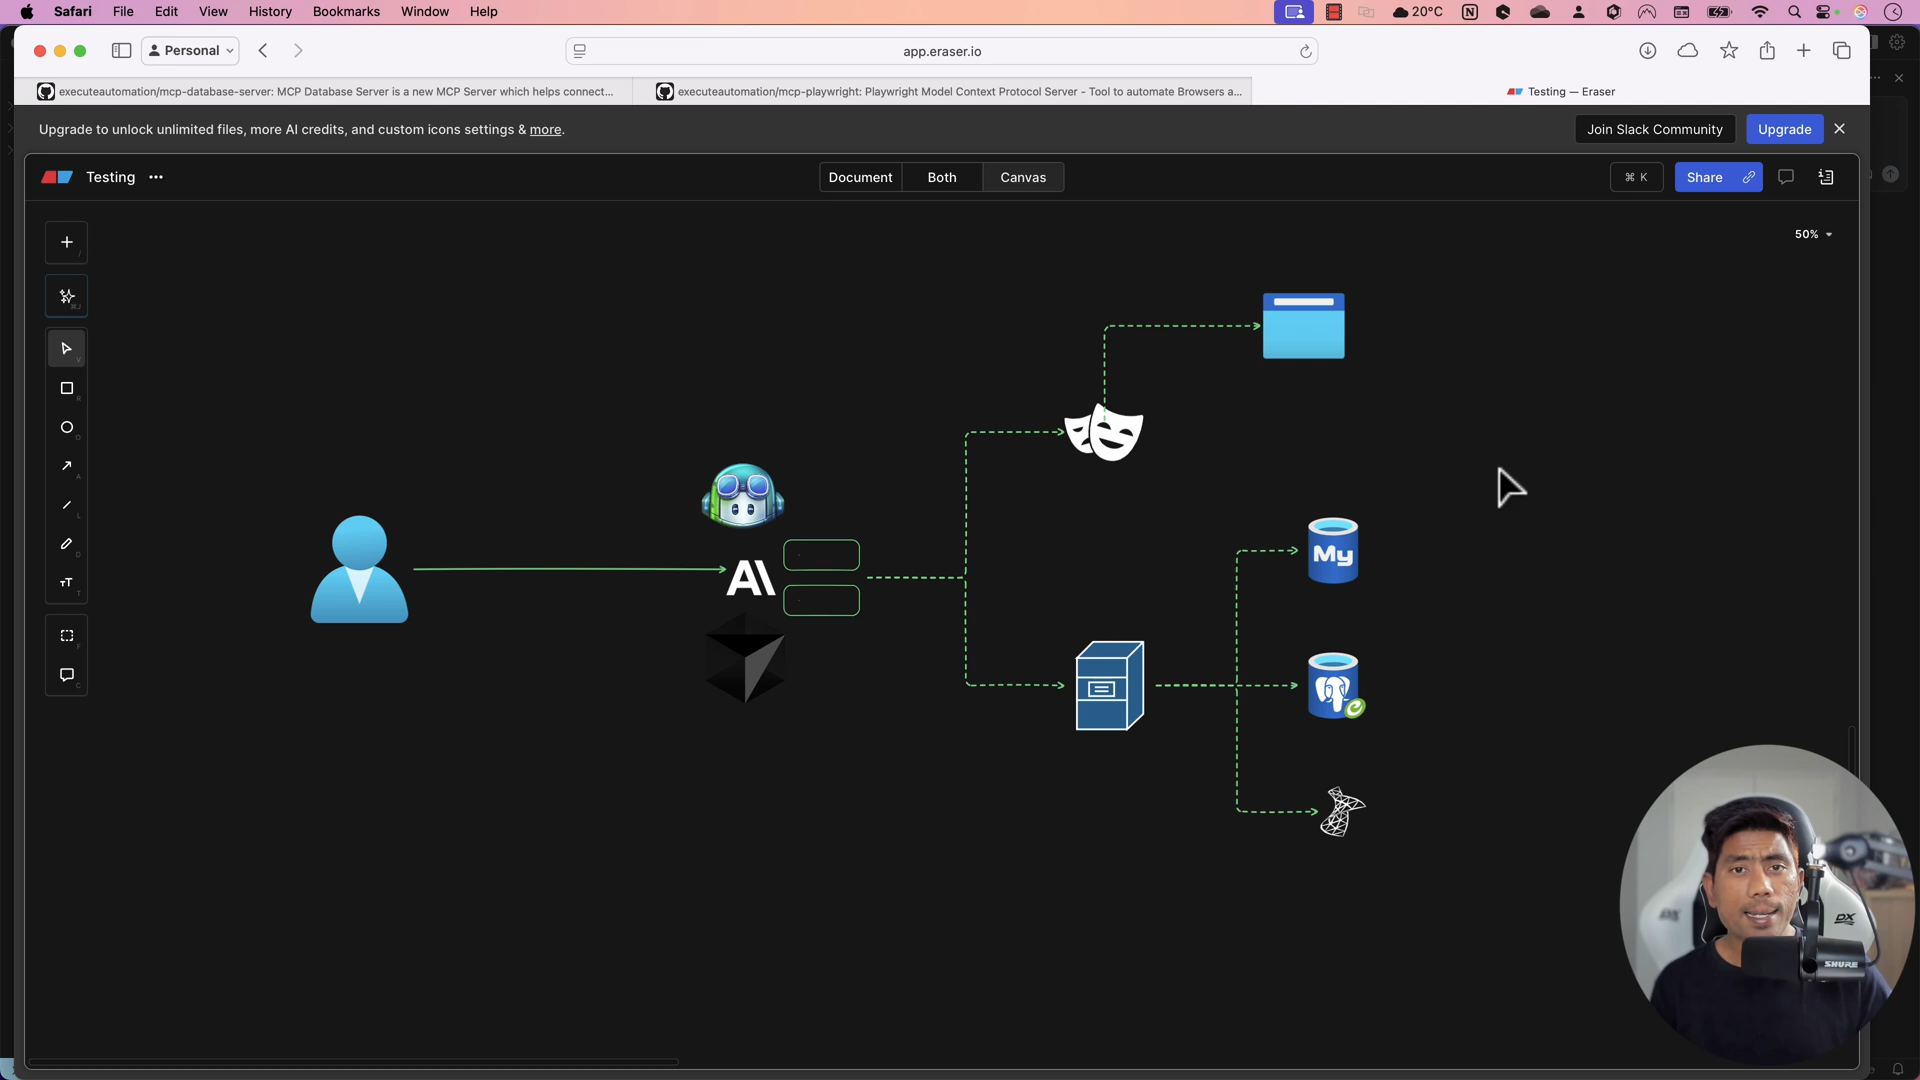 Safari File Edit View History Bookmarks Window Help
20°C
Personal
app.eraser.io
executeautomation/mcp-database-server: MCP Database Server is a new MCP Server which helps connect...
executeautomation/mcp-playwright: Playwright Model Context Protocol Server - Tool to automate Browsers a...
Testing — Eraser
Upgrade to unlock unlimited files, more AI credits, and custom icons settings & more.
Join Slack Community
Upgrade
Testing
Document
Both
Canvas
⌘ K
Share
50%
/
⌘J
V
R
O
A
L
D
T
F
C
A\
My
DX
SHURE